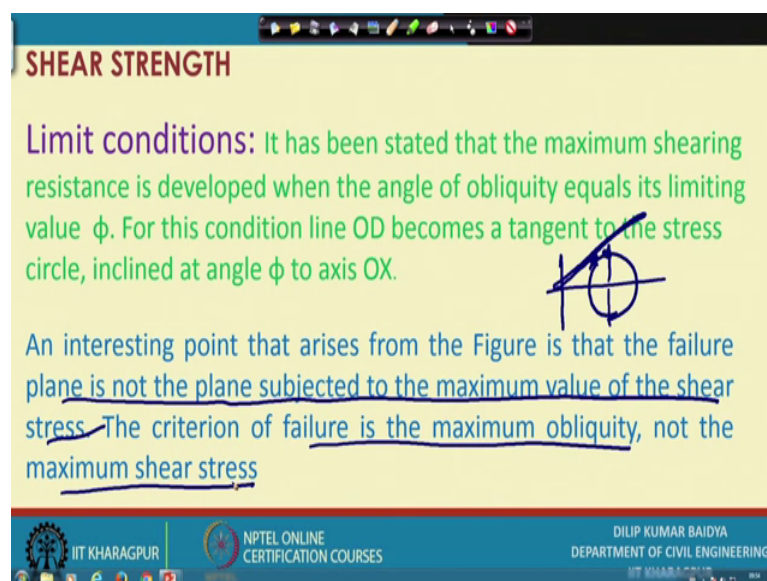 SHEAR STRENGTH
Limit conditions: It has been stated that the maximum shearing
resistance is developed when the angle of obliquity equals its limiting
value ϕ. For this condition line OD becomes a tangent to the stress
circle, inclined at angle ϕ to axis OX.
An interesting point that arises from the Figure is that the failure
plane is not the plane subjected to the maximum value of the shear
stress. The criterion of failure is the maximum obliquity, not the
maximum shear stress
IIT KHARAGPUR
NPTEL ONLINE
CERTIFICATION COURSES
DILIP KUMAR BAIDYA
DEPARTMENT OF CIVIL ENGINEERING
IIT KHARAGPUR